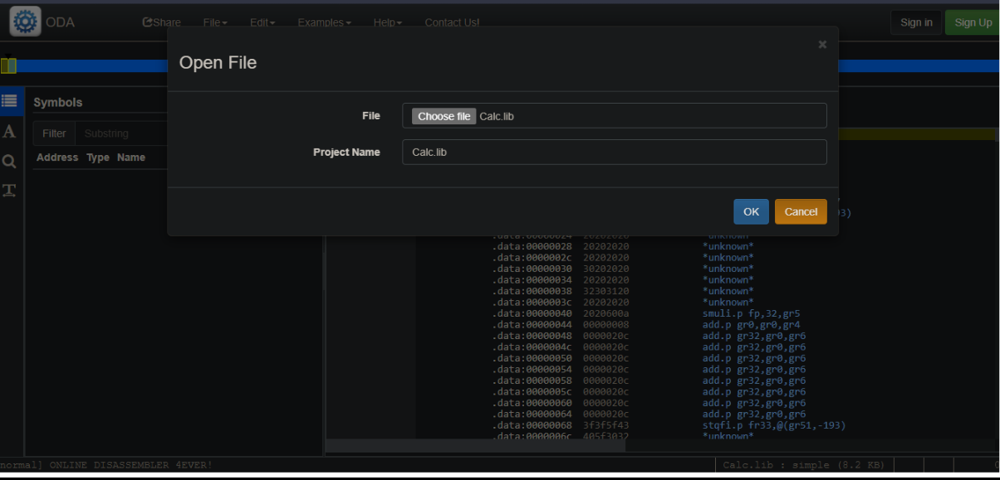 ODA Share File Edit Examples Help Contact Us! Sign in Sign Up
Open File
×
File Choose file Calc.lib
Project Name Calc.lib
OK Cancel
Symbols
Filter Substring
Address Type Name
.data:00000024 20202020 *unknown*
.data:00000028 20202020 *unknown*
.data:0000002c 20202020 *unknown*
.data:00000030 30202020 *unknown*
.data:00000034 20202020 *unknown*
.data:00000038 32303120 *unknown*
.data:0000003c 20202020 *unknown*
.data:00000040 2020600a smuli.p fp,32,gr5
.data:00000044 00000008 add.p gr0,gr0,gr4
.data:00000048 0000020c add.p gr32,gr0,gr6
.data:0000004c 0000020c add.p gr32,gr0,gr6
.data:00000050 0000020c add.p gr32,gr0,gr6
.data:00000054 0000020c add.p gr32,gr0,gr6
.data:00000058 0000020c add.p gr32,gr0,gr6
.data:0000005c 0000020c add.p gr32,gr0,gr6
.data:00000060 0000020c add.p gr32,gr0,gr6
.data:00000064 0000020c add.p gr32,gr0,gr6
.data:00000068 3f3f5f43 stqfi.p fr33,@(gr51,-193)
.data:0000006c 405f3032 *unknown*
normal] ONLINE DISASSEMBLER 4EVER! Calc.lib : simple (8.2 KB)